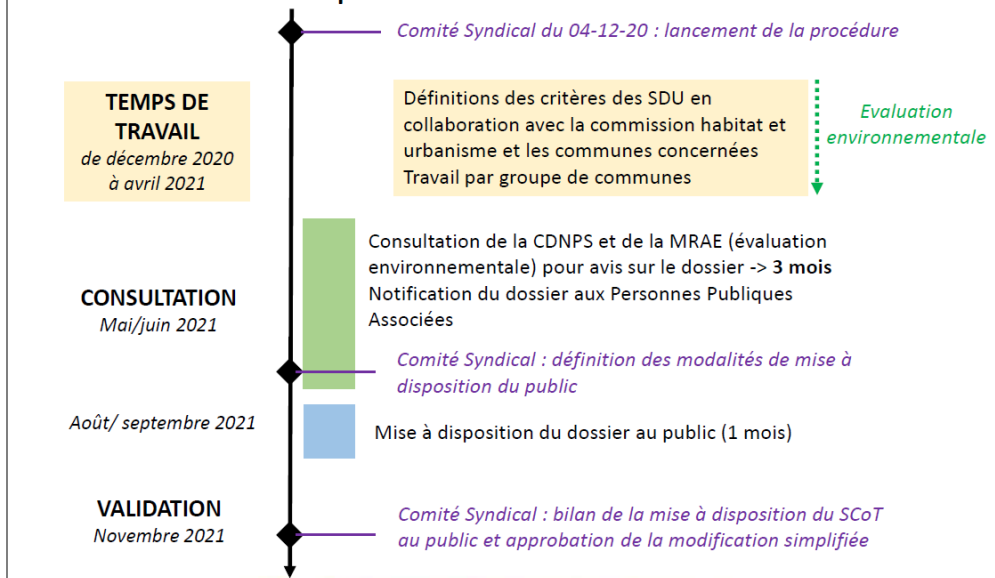 Comité Syndical du 04-12-20 : lancement de la procédure
TEMPS DE
TRAVAIL
de décembre 2020
à avril 2021
Définitions des critères des SDU en
collaboration avec la commission habitat et
urbanisme et les communes concernées
Travail par groupe de communes
Evaluation
environnementale
CONSULTATION
Mai/juin 2021
Consultation de la CDNPS et de la MRAE (évaluation
environnementale) pour avis sur le dossier -> 3 mois
Notification du dossier aux Personnes Publiques
Associées
Comité Syndical : définition des modalités de mise à
disposition du public
Août/ septembre 2021
Mise à disposition du dossier au public (1 mois)
VALIDATION
Novembre 2021
Comité Syndical : bilan de la mise à disposition du SCoT
au public et approbation de la modification simplifiée